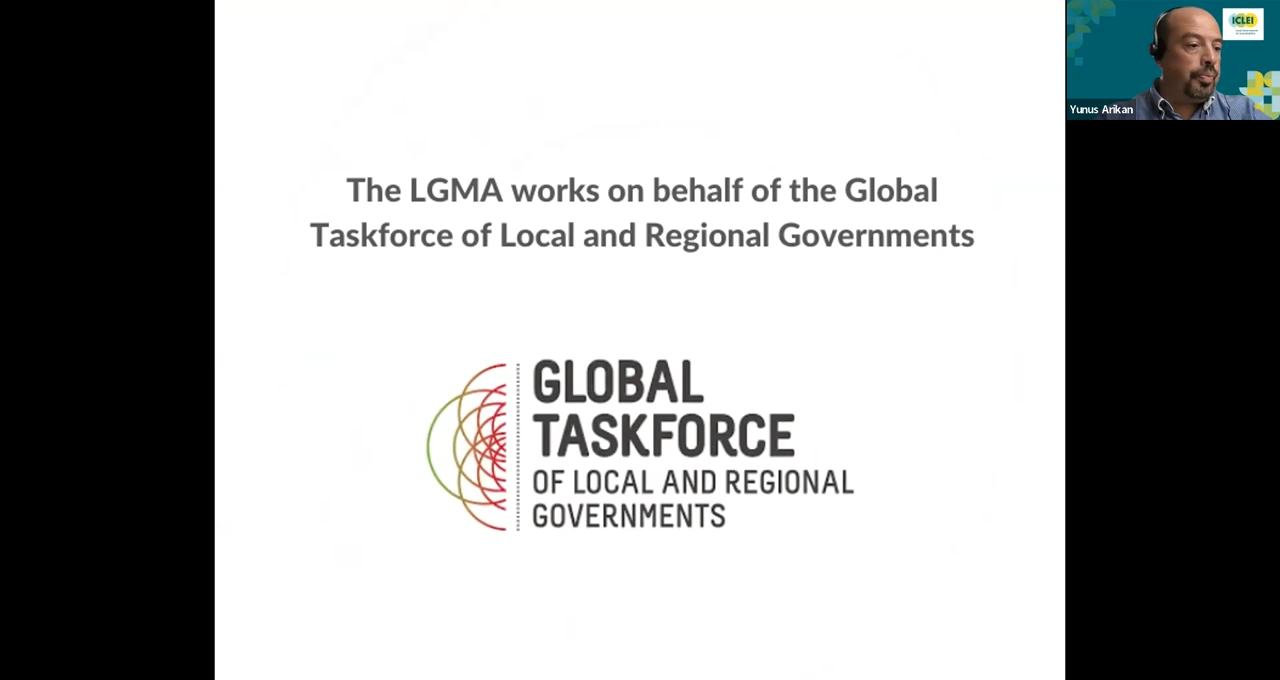 The LGMA works on behalf of the Global
Taskforce of Local and Regional Governments
GLOBAL
TASKFORCE
OF LOCAL AND REGIONAL
GOVERNMENTS
ICLEI
Yunus Arikan